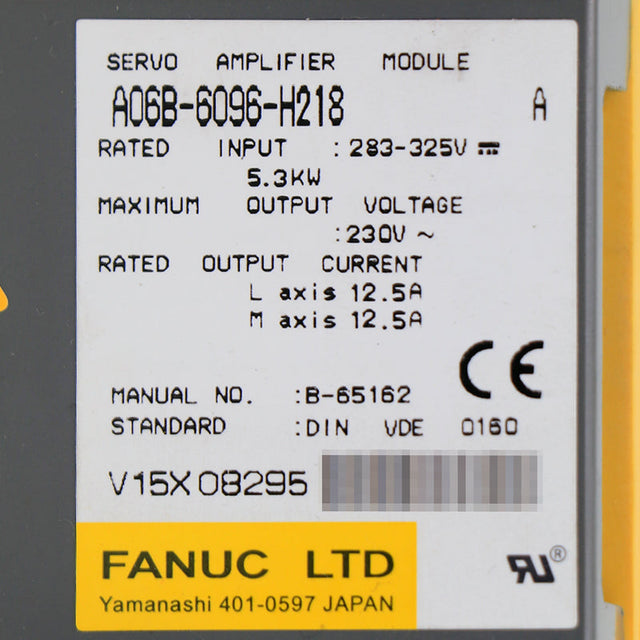 SERVO AMPLIFIER MODULE
A06B-6096-H218 A
RATED INPUT : 283-325V ⎓
5.3KW
MAXIMUM OUTPUT VOLTAGE
:230V ~
RATED OUTPUT CURRENT
L axis 12.5A
M axis 12.5A
CE
MANUAL NO. :B-65162
STANDARD :DIN VDE 0160
V15X08295
FANUC LTD
Yamanashi 401-0597 JAPAN
RU®